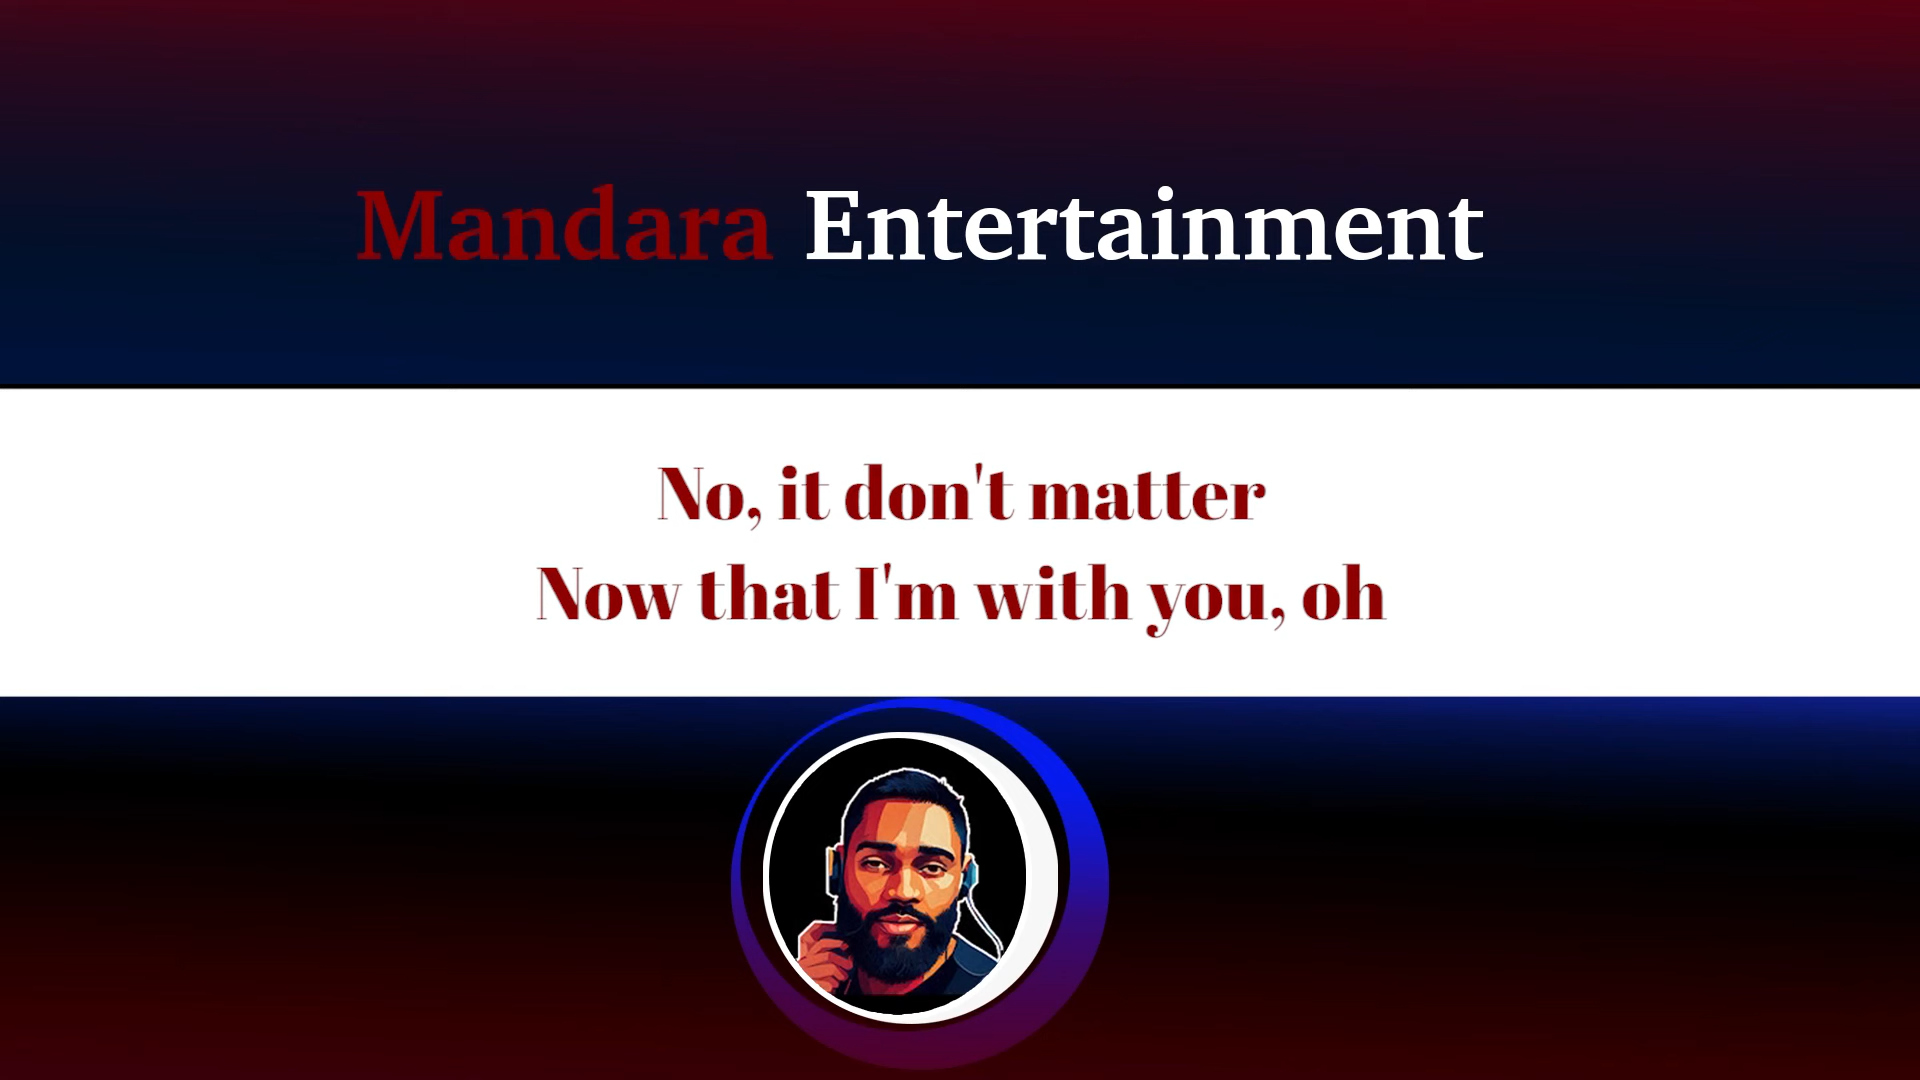 Mandara Entertainment
No, it don't matter
Now that I'm with you, oh